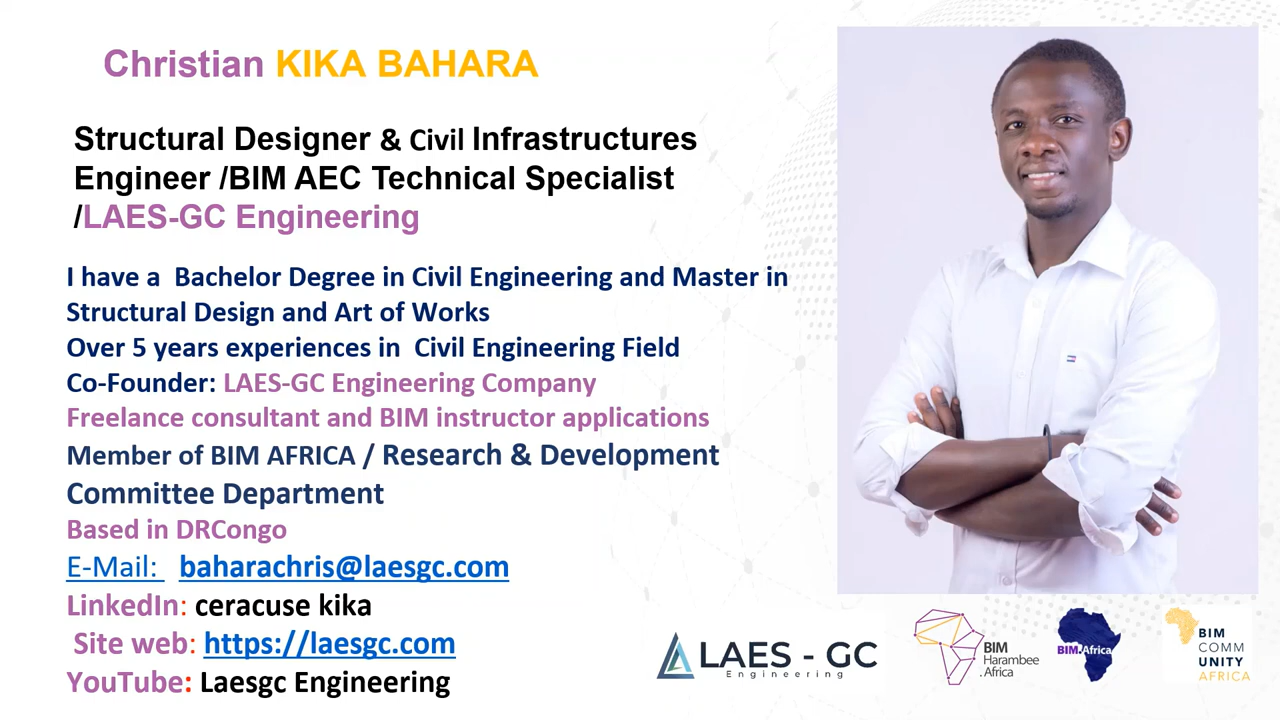 Christian KIKA BAHARA
Structural Designer & Civil Infrastructures
Engineer /BIM AEC Technical Specialist
/LAES-GC Engineering
I have a Bachelor Degree in Civil Engineering and Master in
Structural Design and Art of Works
Over 5 years experiences in Civil Engineering Field
Co-Founder: LAES-GC Engineering Company
Freelance consultant and BIM instructor applications
Member of BIM AFRICA / Research & Development
Committee Department
Based in DRCongo
E-Mail: baharachris@laesgc.com
LinkedIn: ceracuse kika
Site web: https://laesgc.com
YouTube: Laesgc Engineering
LAES - GC
Engineering
BIM
Harambee
.Africa
BIM.Africa
BIM
COMM
UNITY
AFRICA